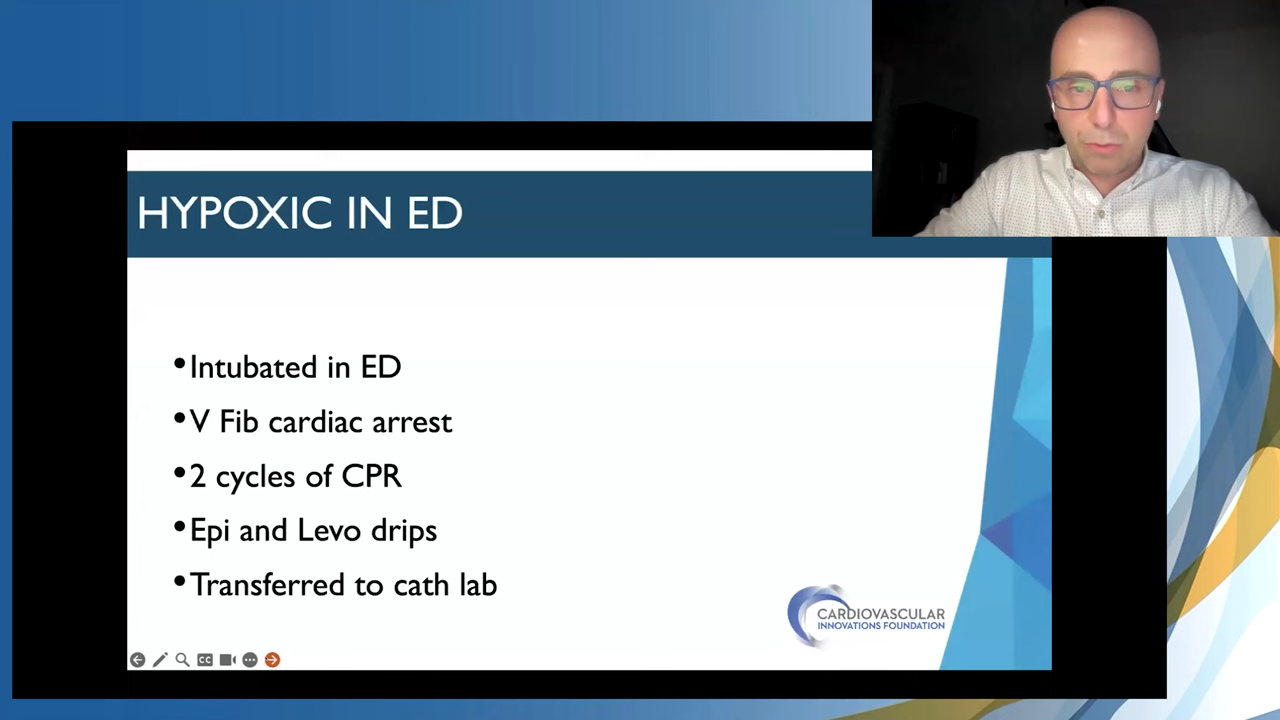 HYPOXIC IN ED
•Intubated in ED
•V Fib cardiac arrest
•2 cycles of CPR
•Epi and Levo drips
•Transferred to cath lab
CARDIOVASCULAR
INNOVATIONS FOUNDATION
CC